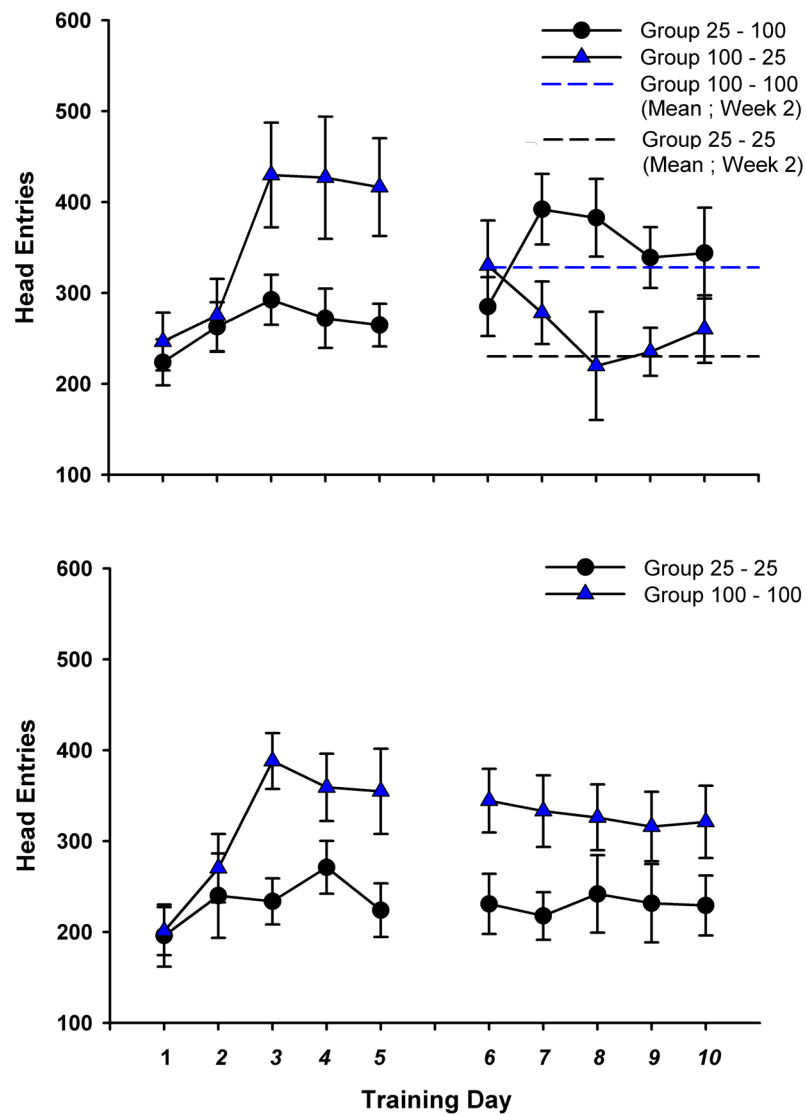 600
500
400
300
200
100
Head Entries
Group 25 - 100
Group 100 - 25
Group 100 - 100
(Mean ; Week 2)
Group 25 - 25
(Mean ; Week 2)
600
500
400
300
200
100
Head Entries
Group 25 - 25
Group 100 - 100
1 2 3 4 5 6 7 8 9 10
Training Day